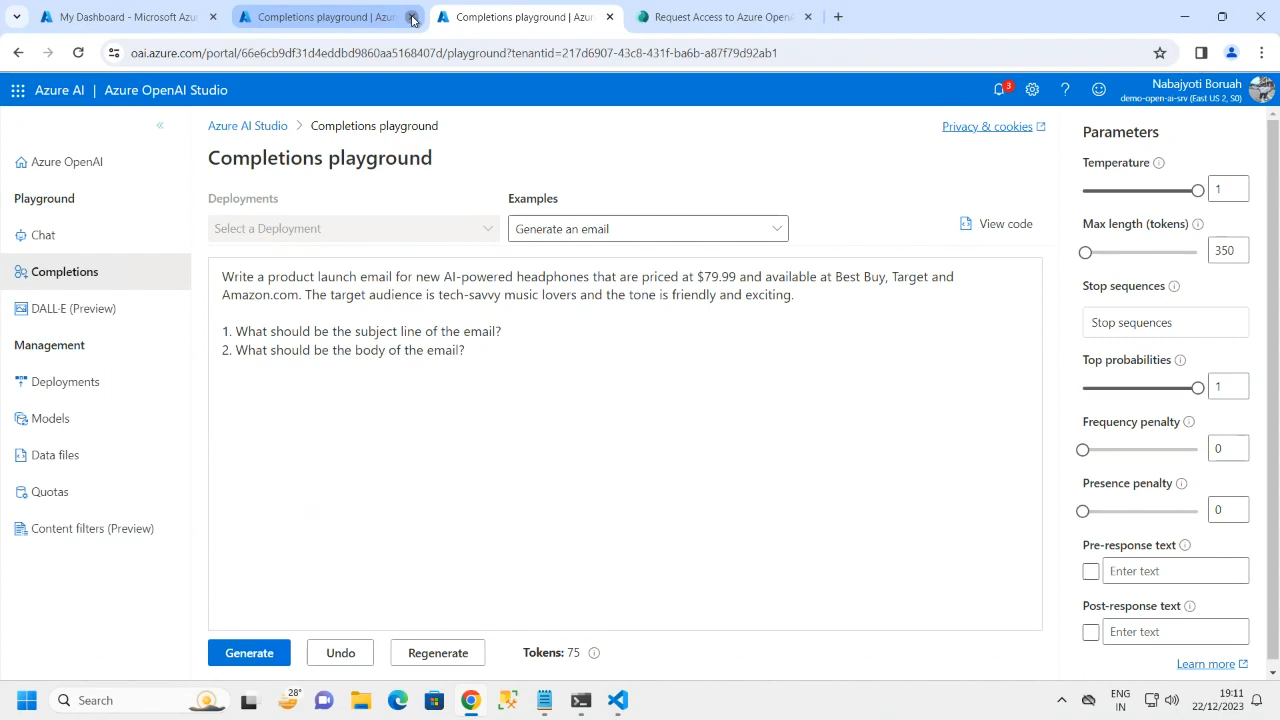 My Dashboard - Microsoft Azu
Completions playground | Azur
Completions playground | Azur
Request Access to Azure OpenA
oai.azure.com/portal/66e6cb9df31d4eddbd9860aa5168407d/playground?tenantid=217d6907-43c8-431f-ba6b-a87f79d92ab1
Azure AI | Azure OpenAI Studio
3
Nabajyoti Boruah
demo-open-ai-srv (East US 2, S0)
Azure OpenAI
Playground
Chat
Completions
DALL-E (Preview)
Management
Deployments
Models
Data files
Quotas
Content filters (Preview)
Azure AI Studio > Completions playground
Privacy & cookies
Completions playground
Deployments
Examples
Select a Deployment
Generate an email
View code
Write a product launch email for new AI-powered headphones that are priced at $79.99 and available at Best Buy, Target and
Amazon.com. The target audience is tech-savvy music lovers and the tone is friendly and exciting.
1. What should be the subject line of the email?
2. What should be the body of the email?
Generate
Undo
Regenerate
Tokens: 75
Parameters
Temperature
1
Max length (tokens)
350
Stop sequences
Stop sequences
Top probabilities
1
Frequency penalty
0
Presence penalty
0
Pre-response text
Enter text
Post-response text
Enter text
Learn more
Search
28°
ENG
IN
19:11
22/12/2023